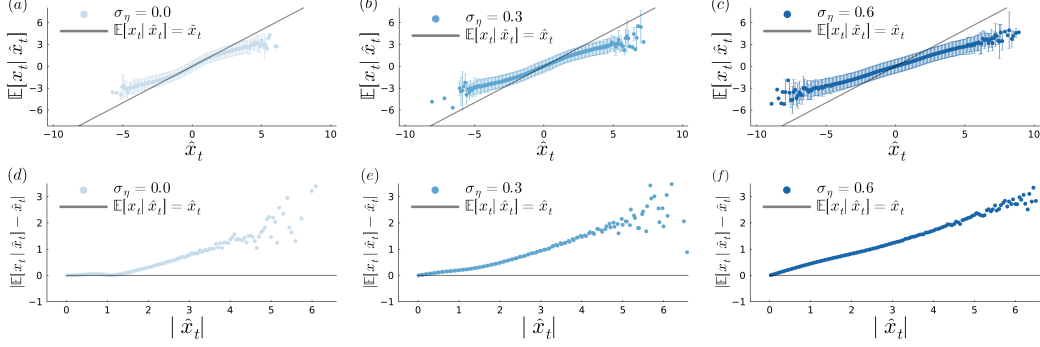 (a)
σ_η = 0.0
𝔼[x_t | x̂_t] = x̂_t
6
3
0
−3
−6
𝔼[x_t | x̂_t]
−10 −5 0 5 10
x̂_t
(b)
σ_η = 0.3
𝔼[x_t | x̂_t] = x̂_t
6
3
0
−3
−6
𝔼[x_t | x̂_t]
−10 −5 0 5 10
x̂_t
(c)
σ_η = 0.6
𝔼[x_t | x̂_t] = x̂_t
6
3
0
−3
−6
𝔼[x_t | x̂_t]
−10 −5 0 5 10
x̂_t
(d)
σ_η = 0.0
𝔼[x_t | x̂_t] = x̂_t
3
2
1
0
−1
|𝔼[x_t | x̂_t] − x̂_t|
0 1 2 3 4 5 6
| x̂_t|
(e)
σ_η = 0.3
𝔼[x_t | x̂_t] = x̂_t
3
2
1
0
−1
|𝔼[x_t | x̂_t] − x̂_t|
0 1 2 3 4 5 6
| x̂_t|
(f)
σ_η = 0.6
𝔼[x_t | x̂_t] = x̂_t
3
2
1
0
−1
|𝔼[x_t | x̂_t] − x̂_t|
0 1 2 3 4 5 6
| x̂_t|